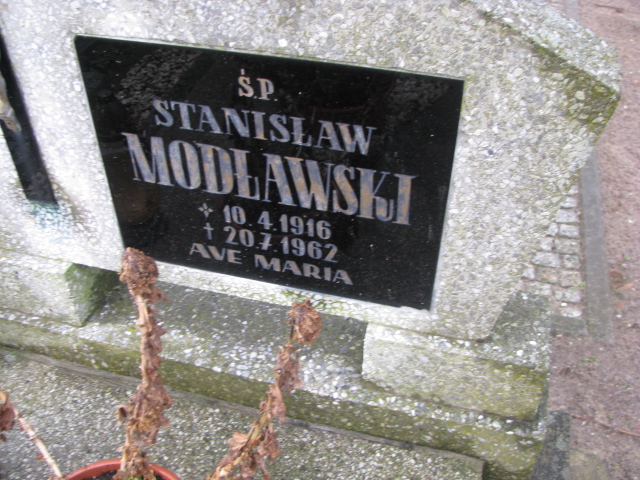 ŚP.
STANISŁAW
MODŁAWSKI
* 10.4.1916
† 20.7.1962
AVE MARIA